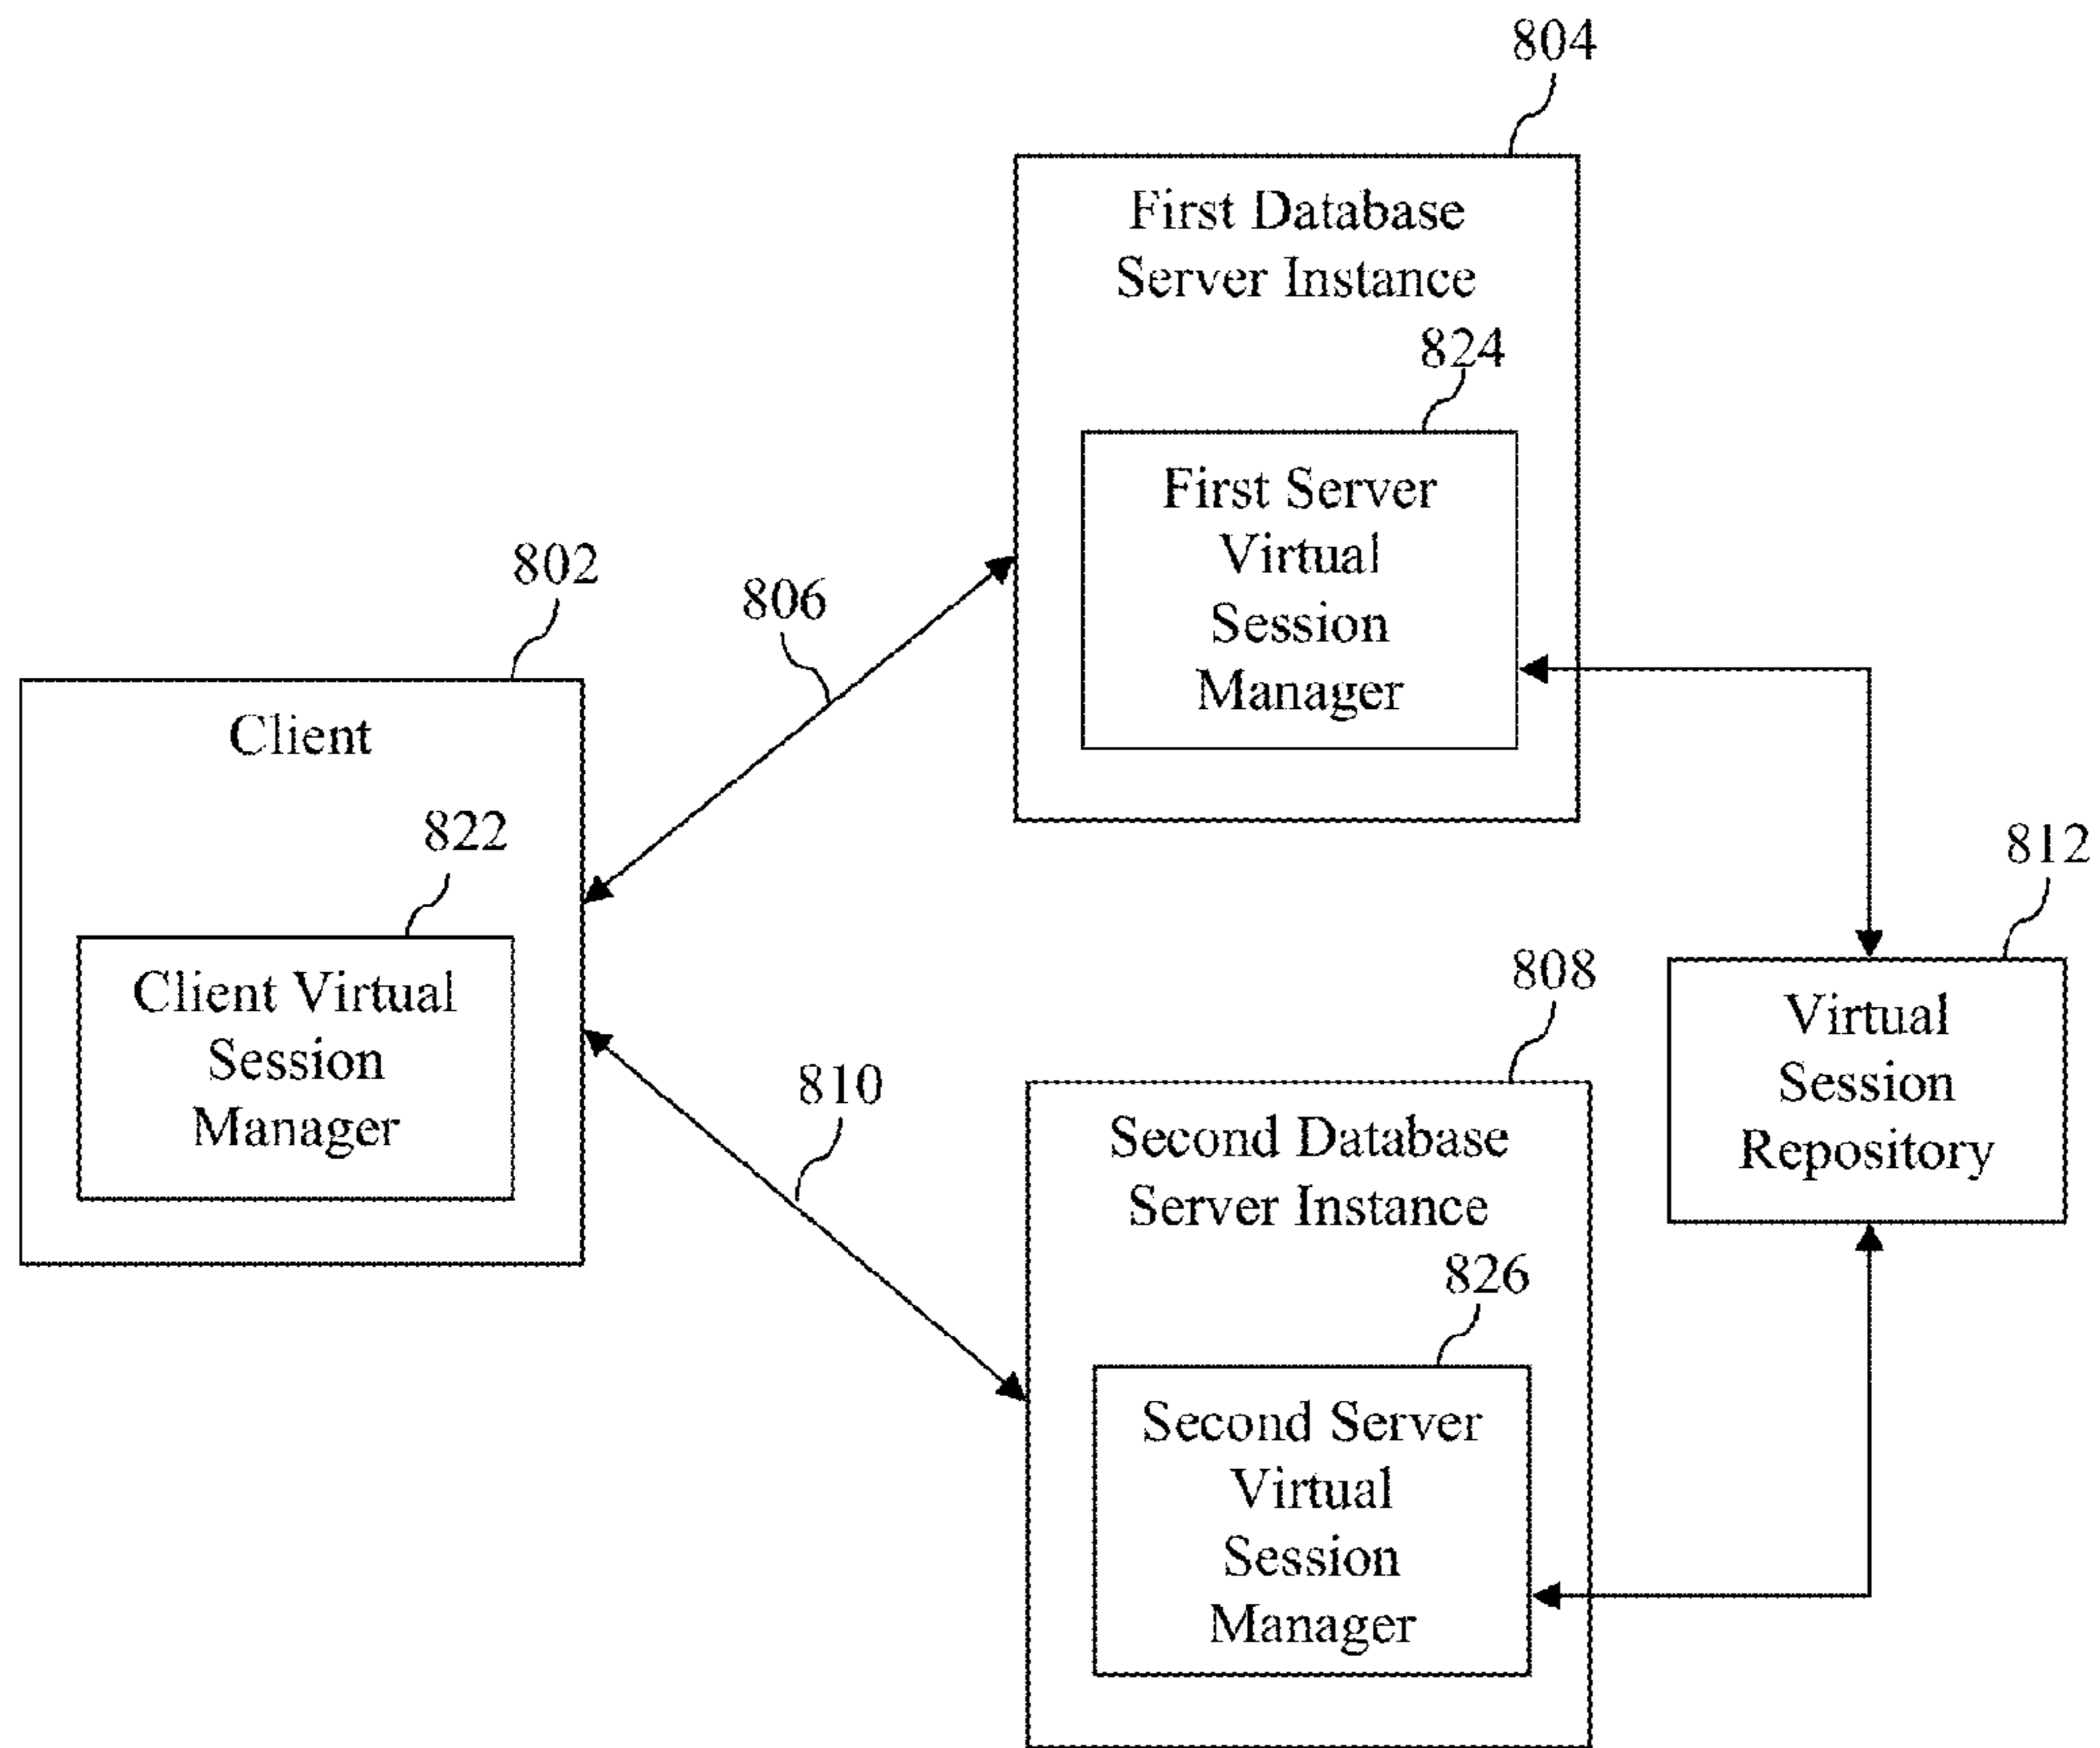 804
First Database
Server Instance
824
First Server
Virtual
Session
Manager
802
806
Client
822
Client Virtual
Session
Manager
812
Virtual
Session
Repository
808
810
Second Database
Server Instance
826
Second Server
Virtual
Session
Manager